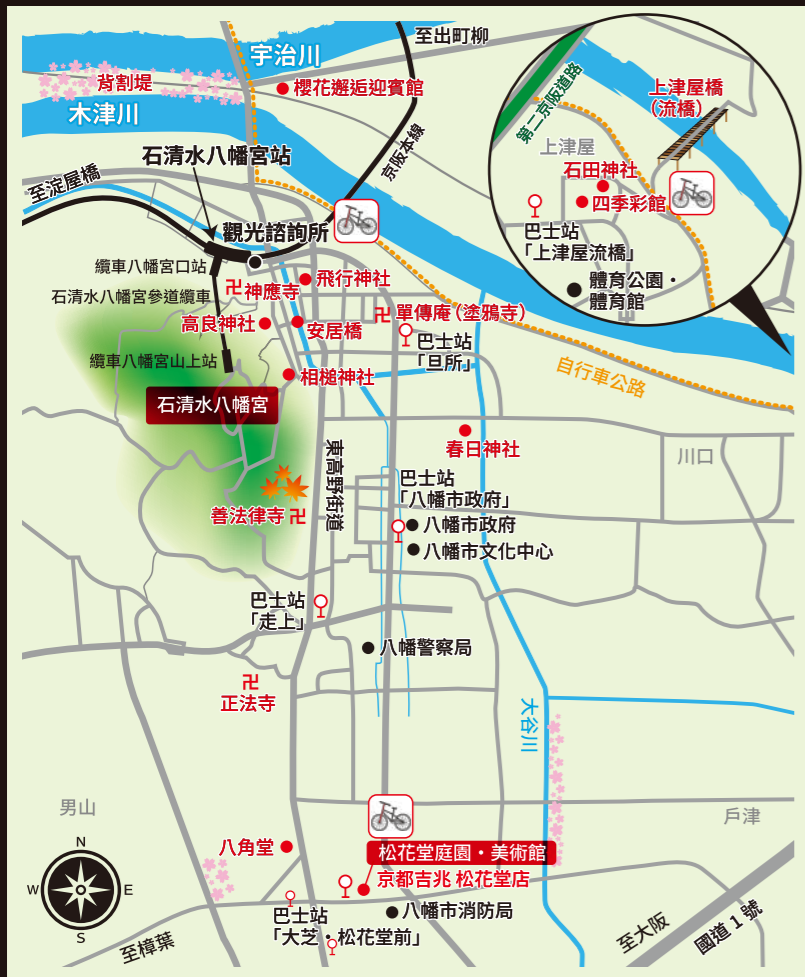 至出町柳
宇治川
背割堤
櫻花邂逅迎賓館
木津川
京阪本線
石清水八幡宮站
至淀屋橋
觀光諮詢所
第二京阪道路
上津屋橋
（流橋）
上津屋
石田神社
四季彩館
巴士站
「上津屋流橋」
體育公園・
體育館
纜車八幡宮口站
卍神應寺
飛行神社
石清水八幡宮參道纜車
高良神社
安居橋
卍單傳庵（塗鴉寺）
巴士站
「旦所」
纜車八幡宮山上站
相槌神社
自行車公路
石清水八幡宮
東高野街道
春日神社
川口
巴士站
「八幡市政府」
善法律寺卍
八幡市政府
八幡市文化中心
巴士站
「走上」
八幡警察局
卍
正法寺
大谷川
男山
戶津
八角堂
松花堂庭園・美術館
京都吉兆 松花堂店
N
W
E
S
巴士站
「大芝・松花堂前」
八幡市消防局
至樟葉
至大阪
國道1號